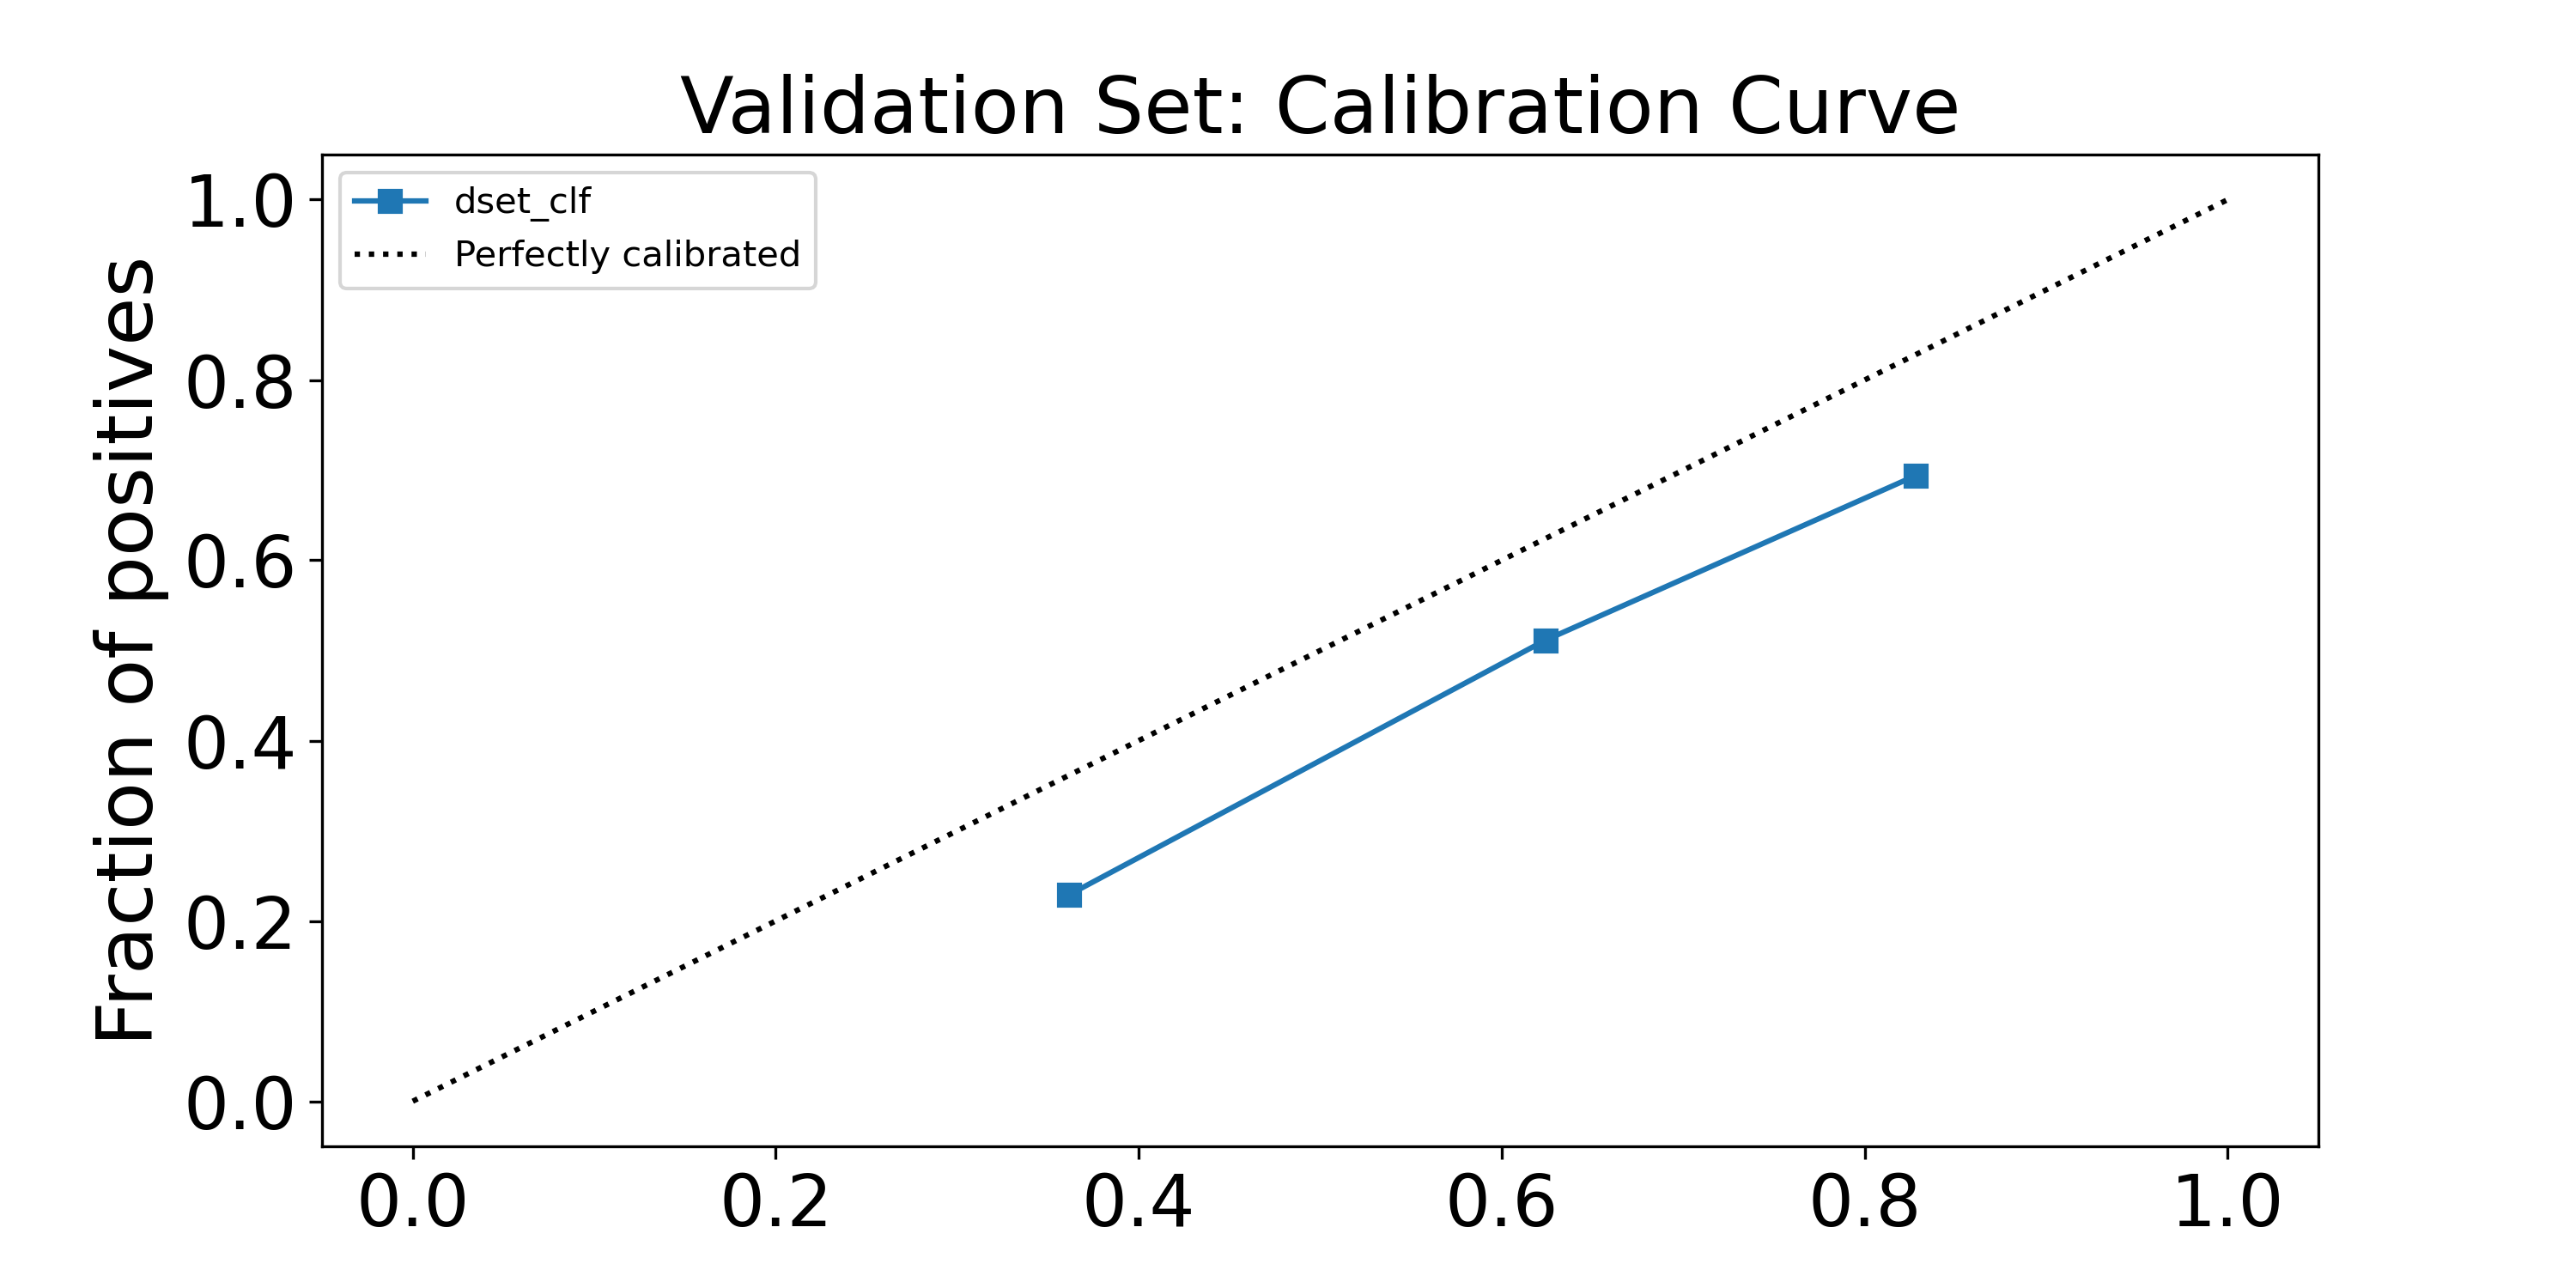 Validation Set: Calibration Curve
dset_clf
Perfectly calibrated
Fraction of positives
1.0
0.8
0.6
0.4
0.2
0.0
0.0 0.2 0.4 0.6 0.8 1.0